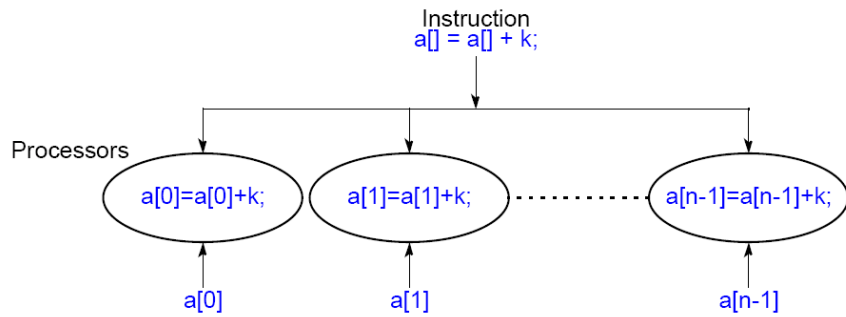 Instruction
a[] = a[] + k;
Processors
a[0]=a[0]+k; a[1]=a[1]+k; a[n-1]=a[n-1]+k;
a[0] a[1] a[n-1]